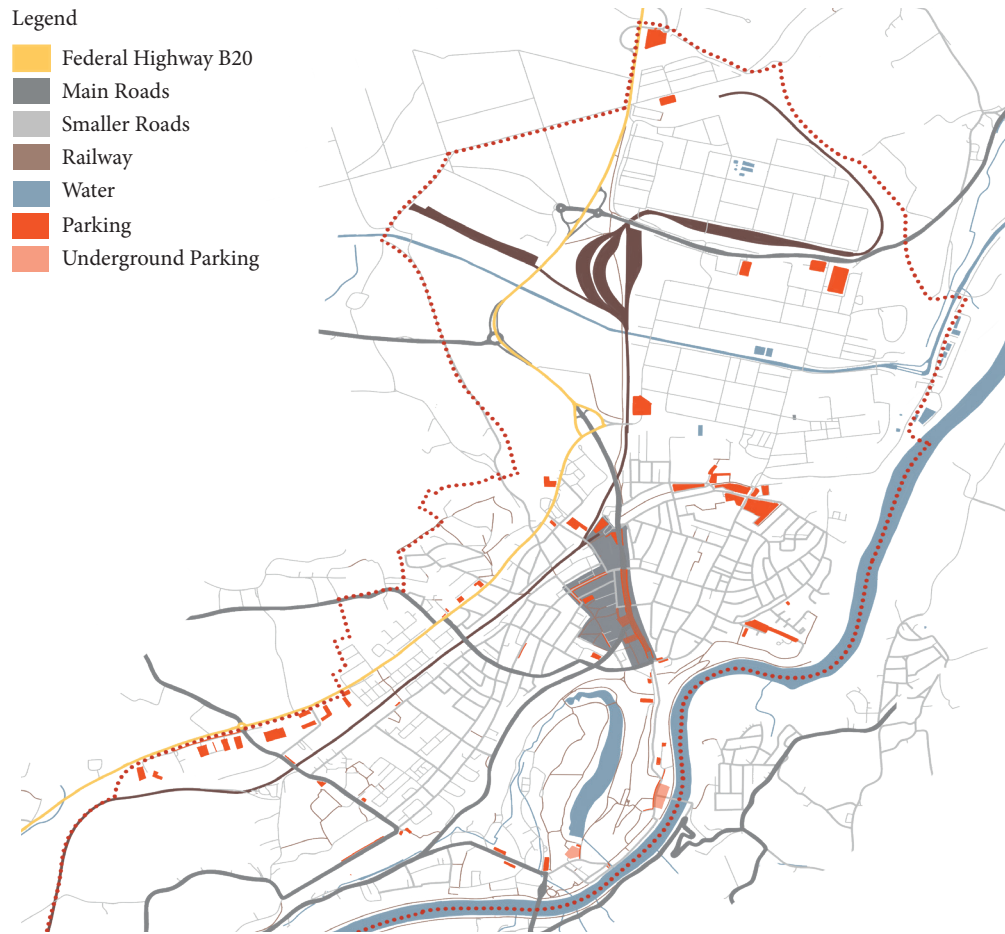 Legend
Federal Highway B20
Main Roads
Smaller Roads
Railway
Water
Parking
Underground Parking